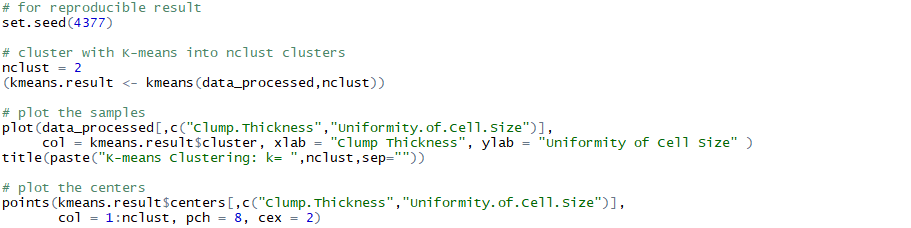 # for reproducible result
set.seed(4377)
# cluster with K-means into nclust clusters
nclust = 2
(kmeans.result <- kmeans(data_processed,nclust))
# plot the samples
plot(data_processed[,c("Clump.Thickness","Uniformity.of.Cell.Size")],
col = kmeans.result$cluster, xlab = "Clump Thickness", ylab = "Uniformity of Cell Size" )
title(paste("K-means Clustering: k= ",nclust,sep=""))
# plot the centers
points(kmeans.result$centers[,c("Clump.Thickness","Uniformity.of.Cell.Size")],
col = 1:nclust, pch = 8, cex = 2)